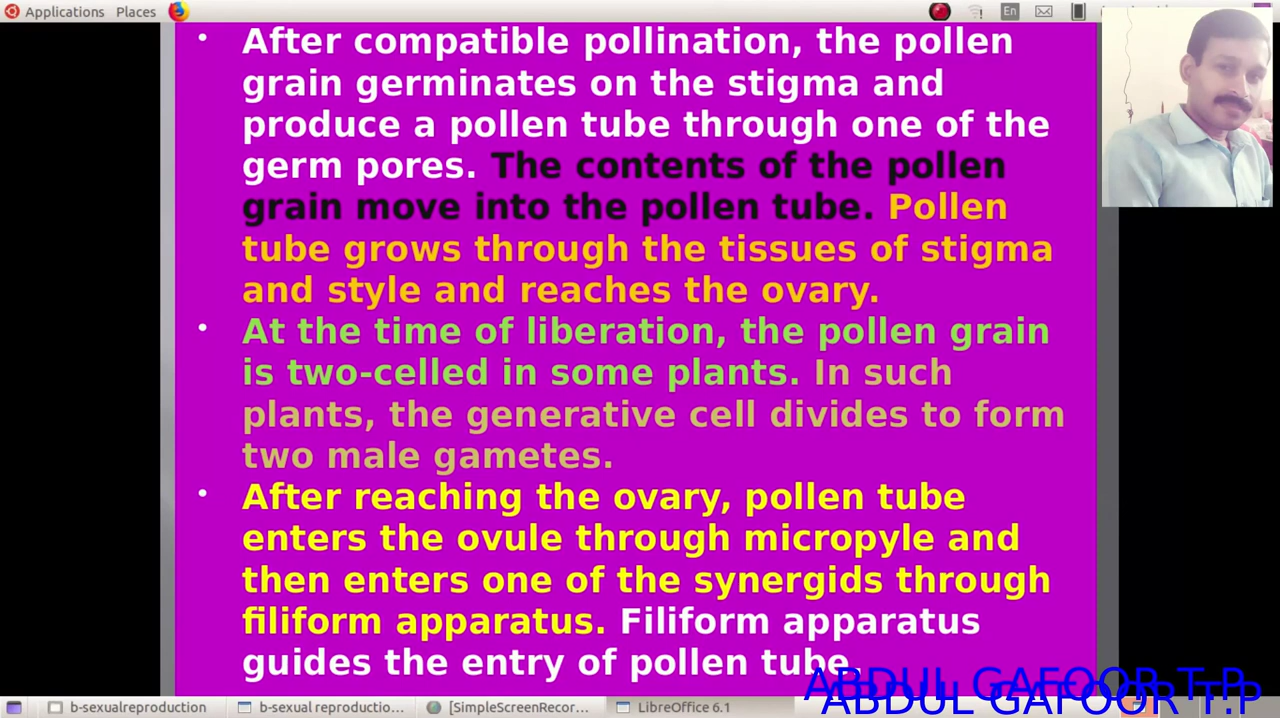 Applications Places
En
• After compatible pollination, the pollen
grain germinates on the stigma and
produce a pollen tube through one of the
germ pores. The contents of the pollen
grain move into the pollen tube. Pollen
tube grows through the tissues of stigma
and style and reaches the ovary.
• At the time of liberation, the pollen grain
is two-celled in some plants. In such
plants, the generative cell divides to form
two male gametes.
• After reaching the ovary, pollen tube
enters the ovule through micropyle and
then enters one of the synergids through
filiform apparatus. Filiform apparatus
guides the entry of pollen tube.
ABDUL GAFOOR T.P
ABDUL GAFOOR T.P
b-sexualreproduction b-sexualreproductio... [SimpleScreenRecor... LibreOffice 6.1